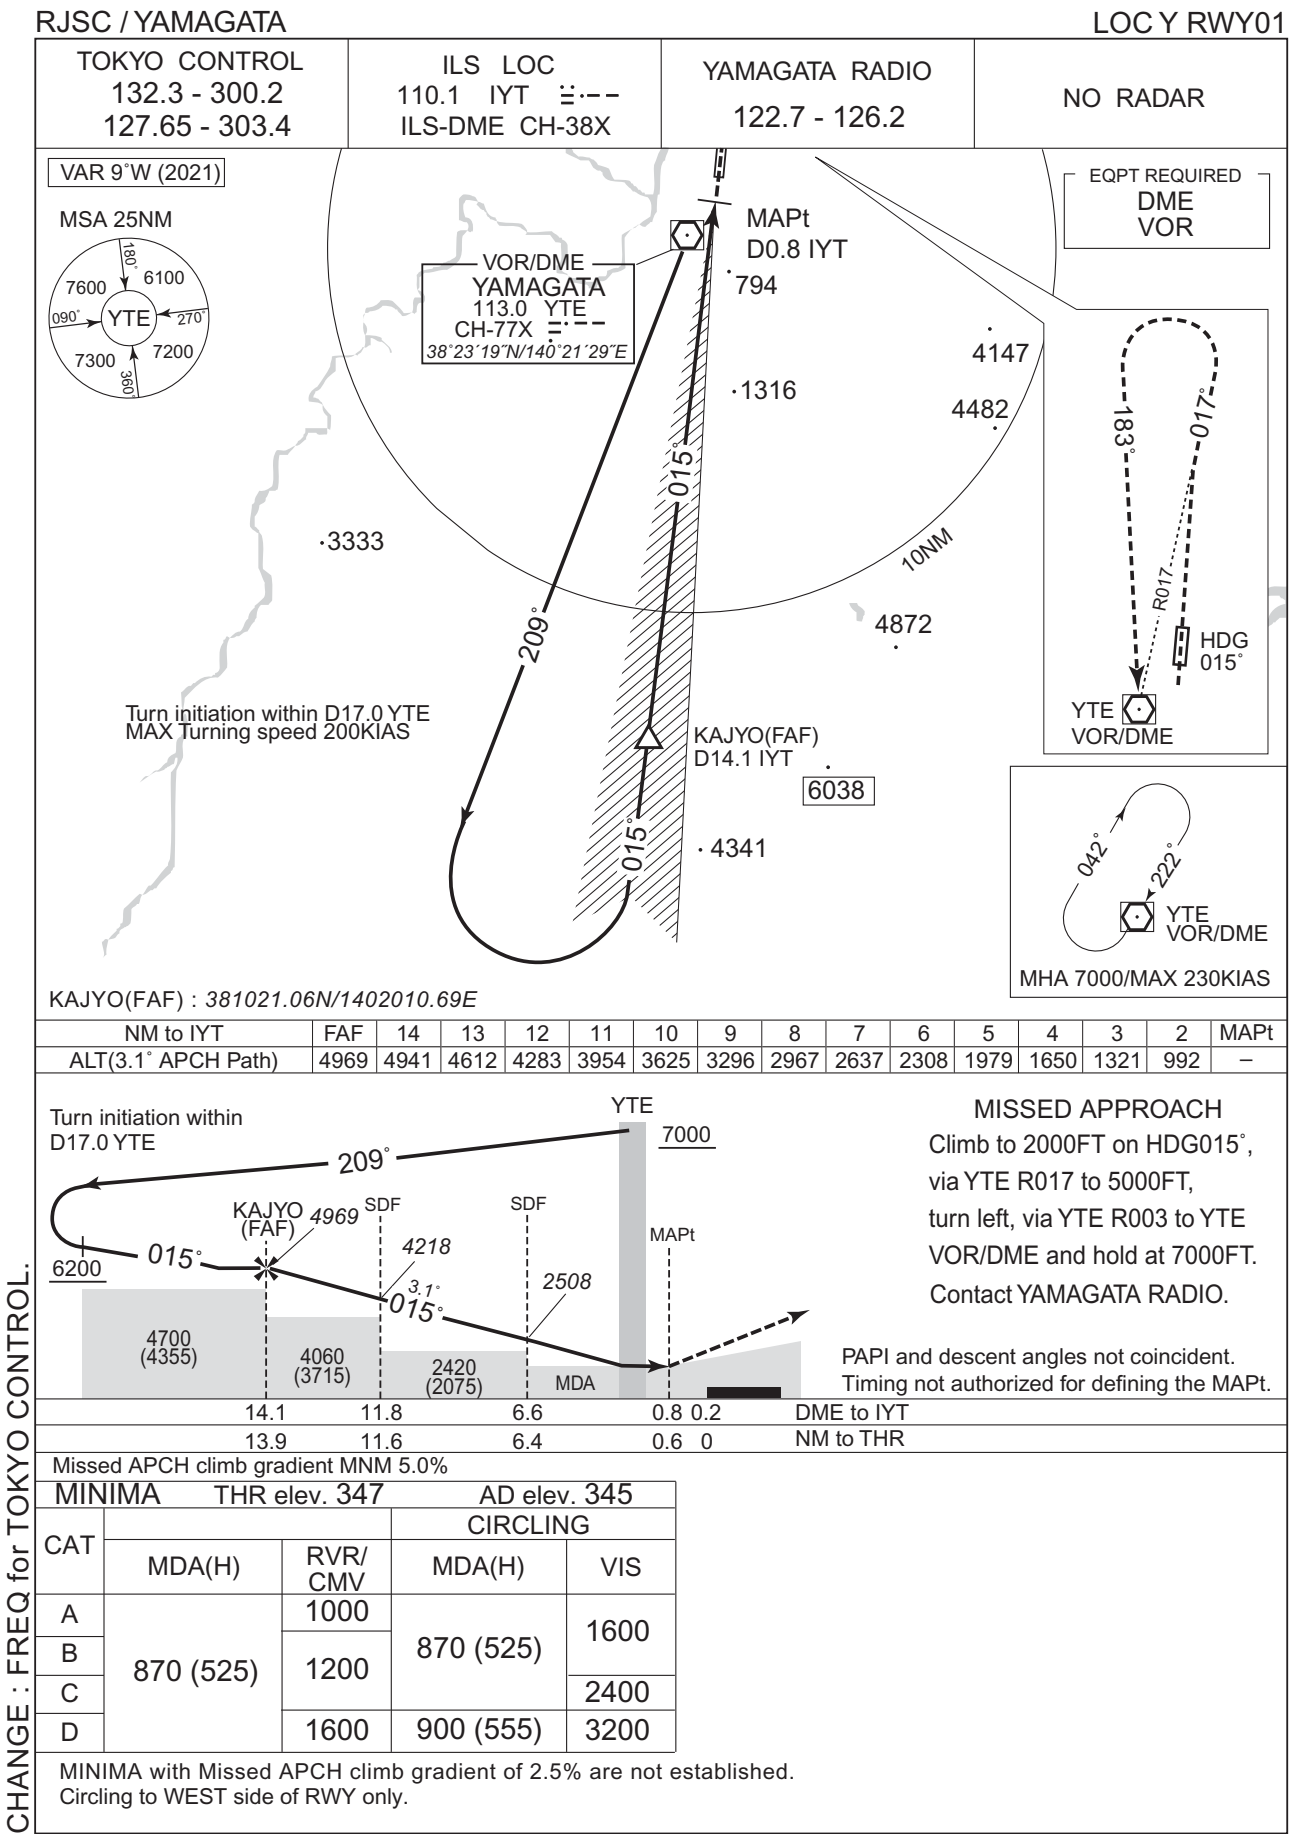 RJSC / YAMAGATA
LOC Y RWY01
TOKYO CONTROL
132.3 - 300.2
127.65 - 303.4
ILS LOC
110.1 IYT
ILS-DME CH-38X
YAMAGATA RADIO
122.7 - 126.2
NO RADAR
VAR 9°W (2021)
MSA 25NM
180°
7600
6100
090°
YTE
270°
7300
7200
360°
EQPT REQUIRED
DME
VOR
MAPt
D0.8 IYT
VOR/DME
YAMAGATA
113.0 YTE
CH-77X
38°23´19˝N/140°21´29˝E
794
4147
1316
4482
015°
3333
10NM
209°
4872
183°
017°
R017
HDG
015°
YTE
VOR/DME
Turn initiation within D17.0 YTE
MAX Turning speed 200KIAS
KAJYO(FAF)
D14.1 IYT
6038
015°
4341
042°
222°
YTE
VOR/DME
MHA 7000/MAX 230KIAS
KAJYO(FAF) : 381021.06N/1402010.69E
NM to IYT FAF 14 13 12 11 10 9 8 7 6 5 4 3 2 MAPt
ALT(3.1° APCH Path) 4969 4941 4612 4283 3954 3625 3296 2967 2637 2308 1979 1650 1321 992 –
Turn initiation within
D17.0 YTE
YTE
7000
209°
KAJYO
(FAF)
4969
SDF
SDF
MAPt
6200
015°
4218
3.1°
015°
2508
4700
(4355)
4060
(3715)
2420
(2075)
MDA
MISSED APPROACH
Climb to 2000FT on HDG015°,
via YTE R017 to 5000FT,
turn left, via YTE R003 to YTE
VOR/DME and hold at 7000FT.
Contact YAMAGATA RADIO.
PAPI and descent angles not coincident.
Timing not authorized for defining the MAPt.
14.1 11.8 6.6 0.8 0.2 DME to IYT
13.9 11.6 6.4 0.6 0 NM to THR
Missed APCH climb gradient MNM 5.0%
MINIMA THR elev. 347 AD elev. 345
CAT
CIRCLING
MDA(H)
RVR/
CMV
MDA(H)
VIS
A
B
C
D
870 (525)
1000
1200
1600
870 (525)
900 (555)
1600
2400
3200
MINIMA with Missed APCH climb gradient of 2.5% are not established.
Circling to WEST side of RWY only.
CHANGE : FREQ for TOKYO CONTROL.